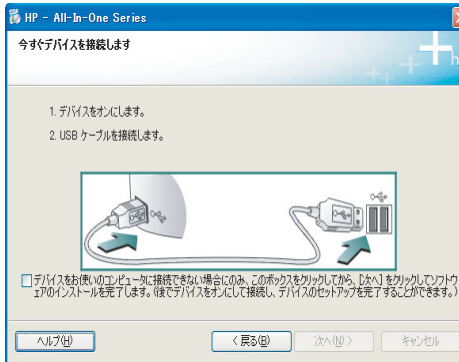 HP - All-In-One Series
今すぐデバイスを接続します
1. デバイスをオンにします。
2. USB ケーブルを接続します。
デバイスをお使いのコンピュータに接続できない場合にのみ、このボックスをクリックしてから、[次へ] をクリックしてソフトウ
ェアのインストールを完了します。(後でデバイスをオンにして接続し、デバイスのセットアップを完了することができます。)
ヘルプ(H)
< 戻る(B)
次へ(N) >
キャンセル